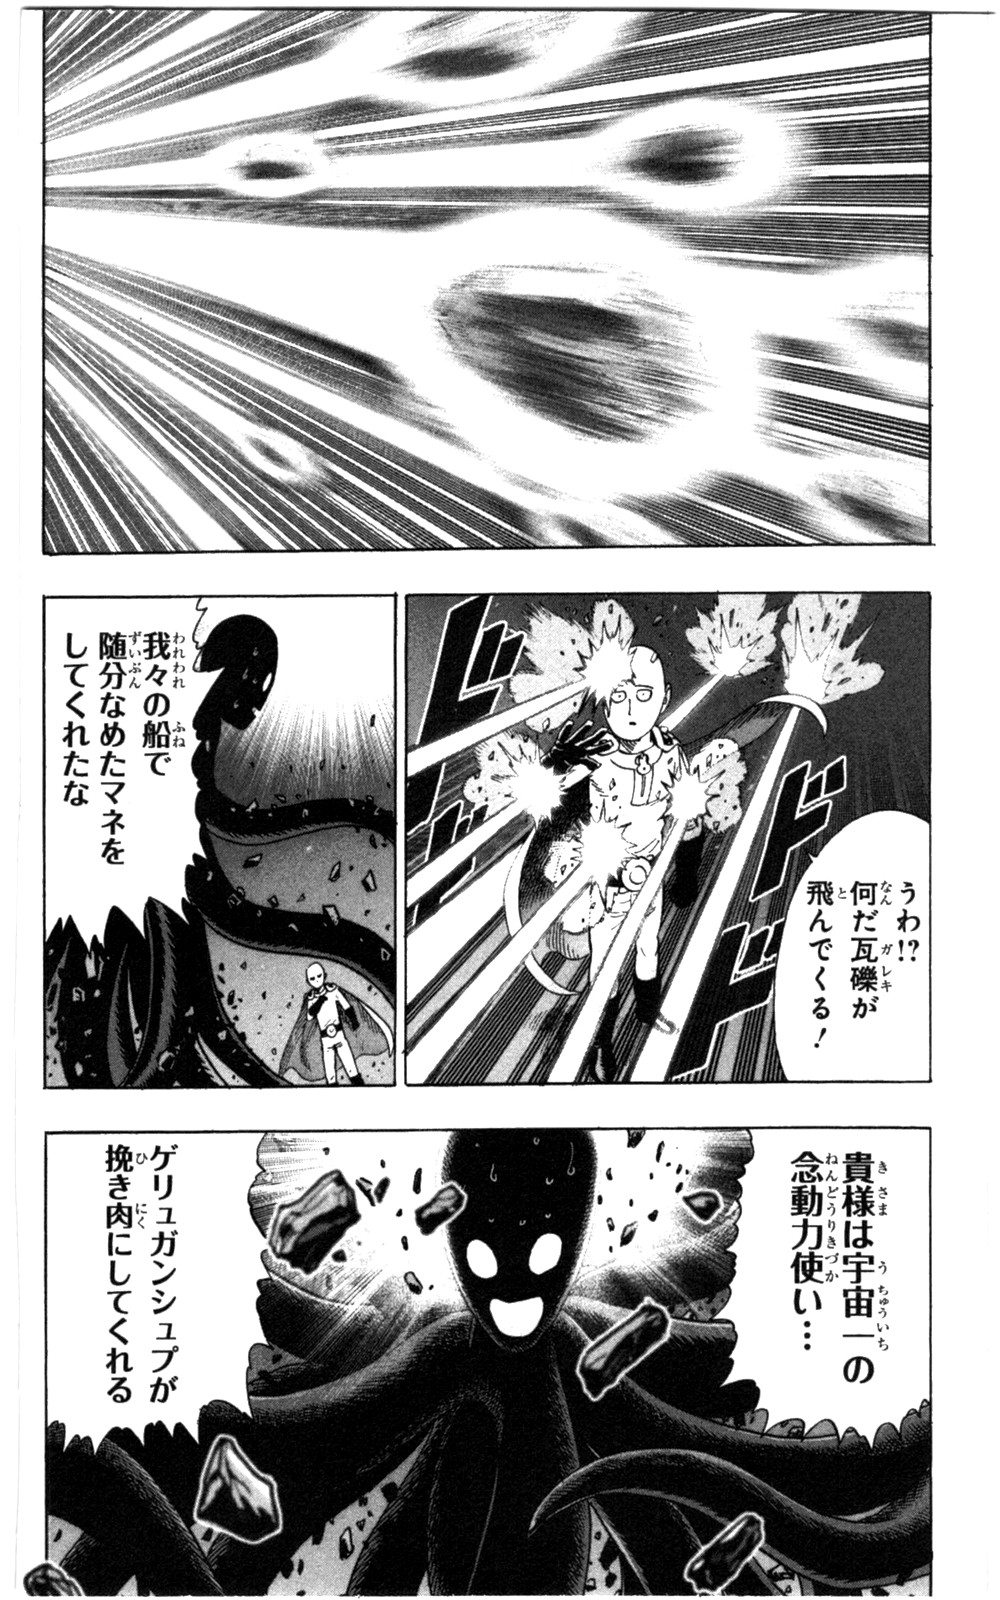 うわ!?
何だ瓦礫が
飛んでくる!
ドドドド
我々の船で
随分なめたマネを
してくれたな
貴様は宇宙一の
念動力使い…
ゲリュガンシュプが
挽き肉にしてくれる